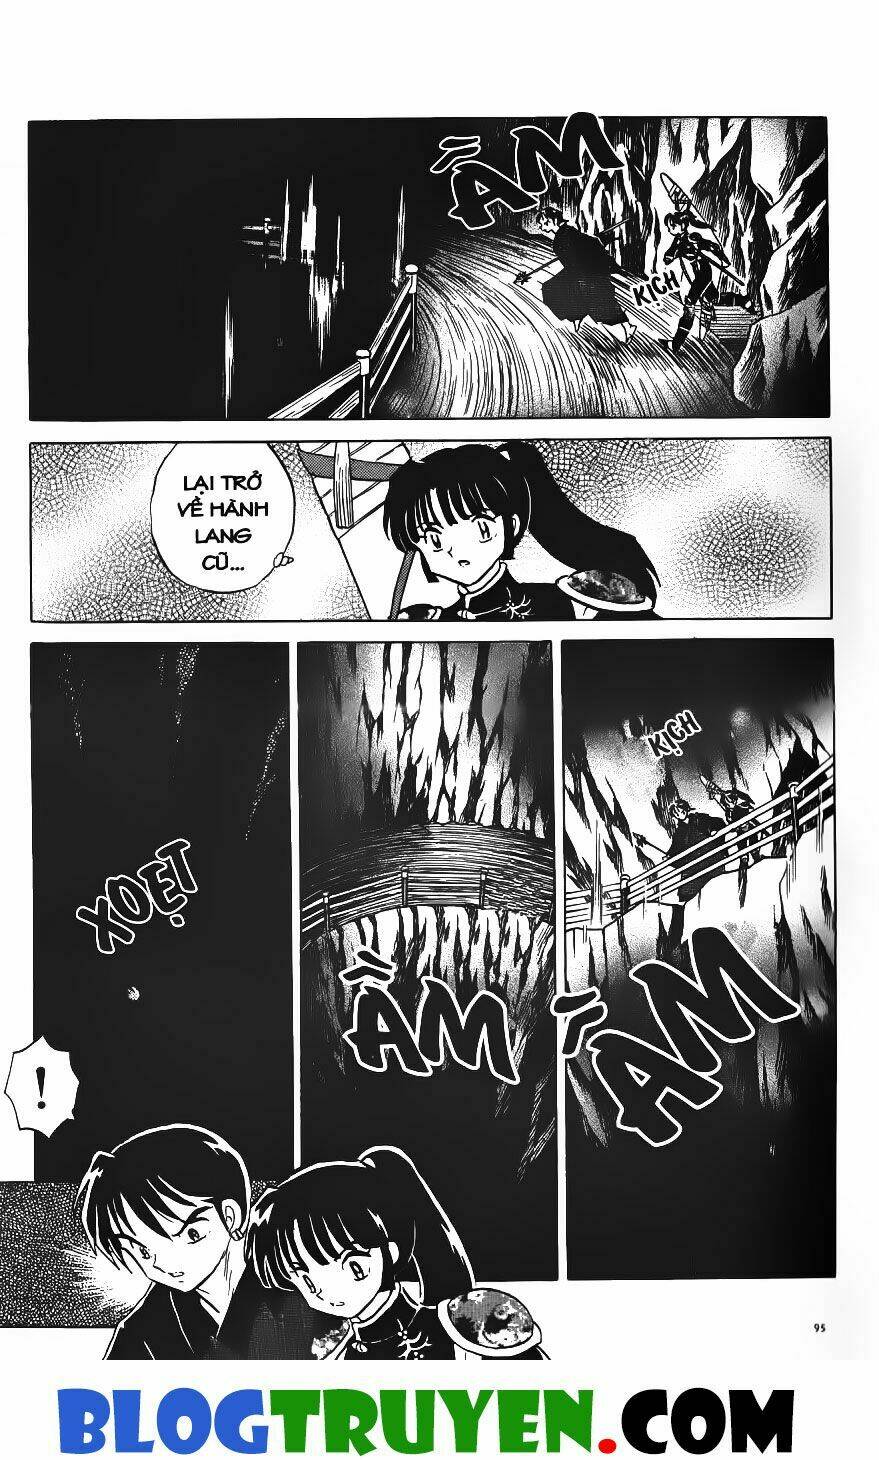 ẦM
KỊCH
LẠI TRỞ
VỀ HÀNH
LANG
CŨ...
KỊCH
ẦM
ẦM
XOẸT
!
95
BLOGTRUYEN.COM